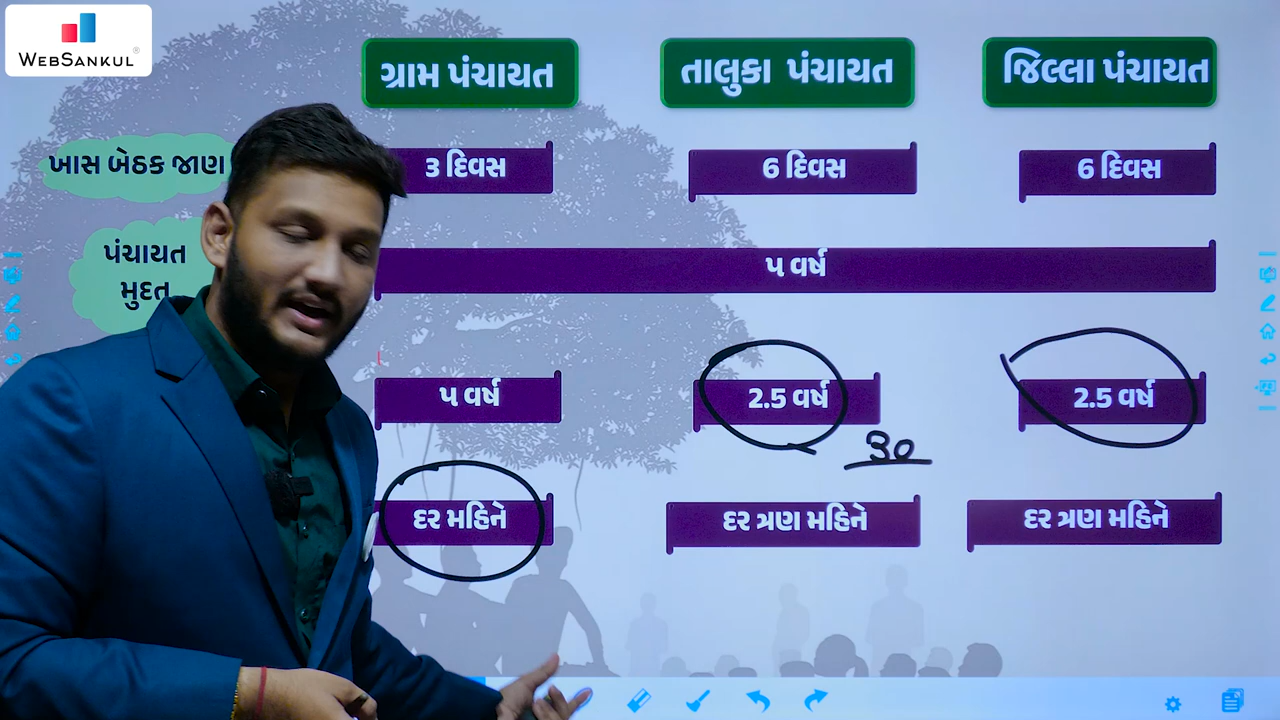 WEBSANKUL®
ગ્રામ પંચાયત
તાલુકા પંચાયત
જિલ્લા પંચાયત
ખાસ બેઠક જાણ
૩ દિવસ
6 દિવસ
6 દિવસ
પંચાયત
મુદત
૫ વર્ષ
૫ વર્ષ
2.5 વર્ષ
2.5 વર્ષ
30
દર મહિને
દર ત્રણ મહિને
દર ત્રણ મહિને